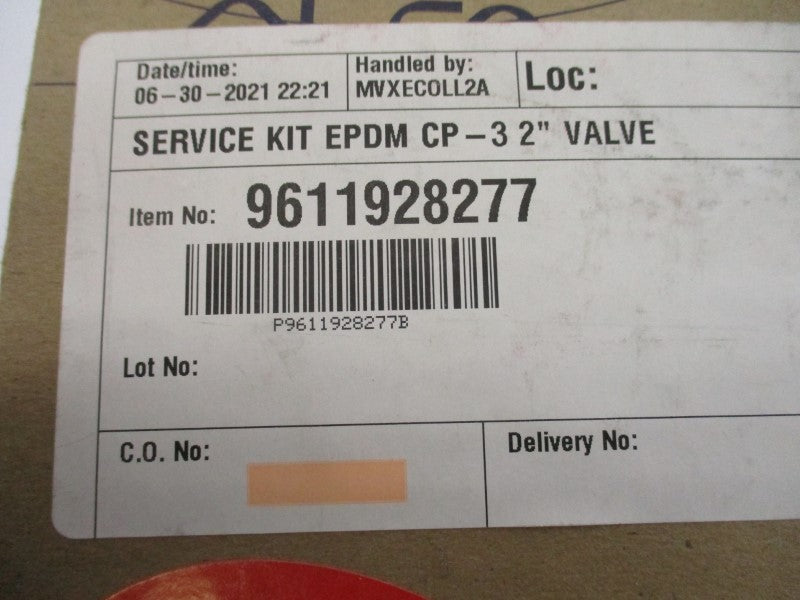 Date/time:
06-30-2021 22:21
Handled by:
MVXECOLL2A
Loc:
SERVICE KIT EPDM CP-3 2" VALVE
Item No: 9611928277
P9611928277B
Lot No:
C.O. No:
Delivery No: